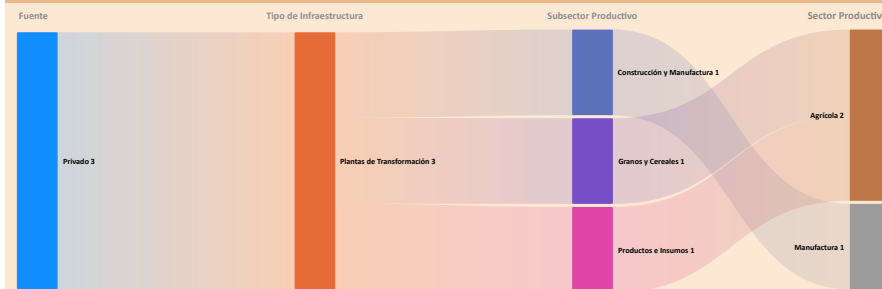 Fuente
Tipo de Infraestructura
Subsector Productivo
Sector Productiv
Construcción y Manufactura 1
Agrícola 2
Privado 3
Plantas de Transformación 3
Granos y Cereales 1
Productos e Insumos 1
Manufactura 1